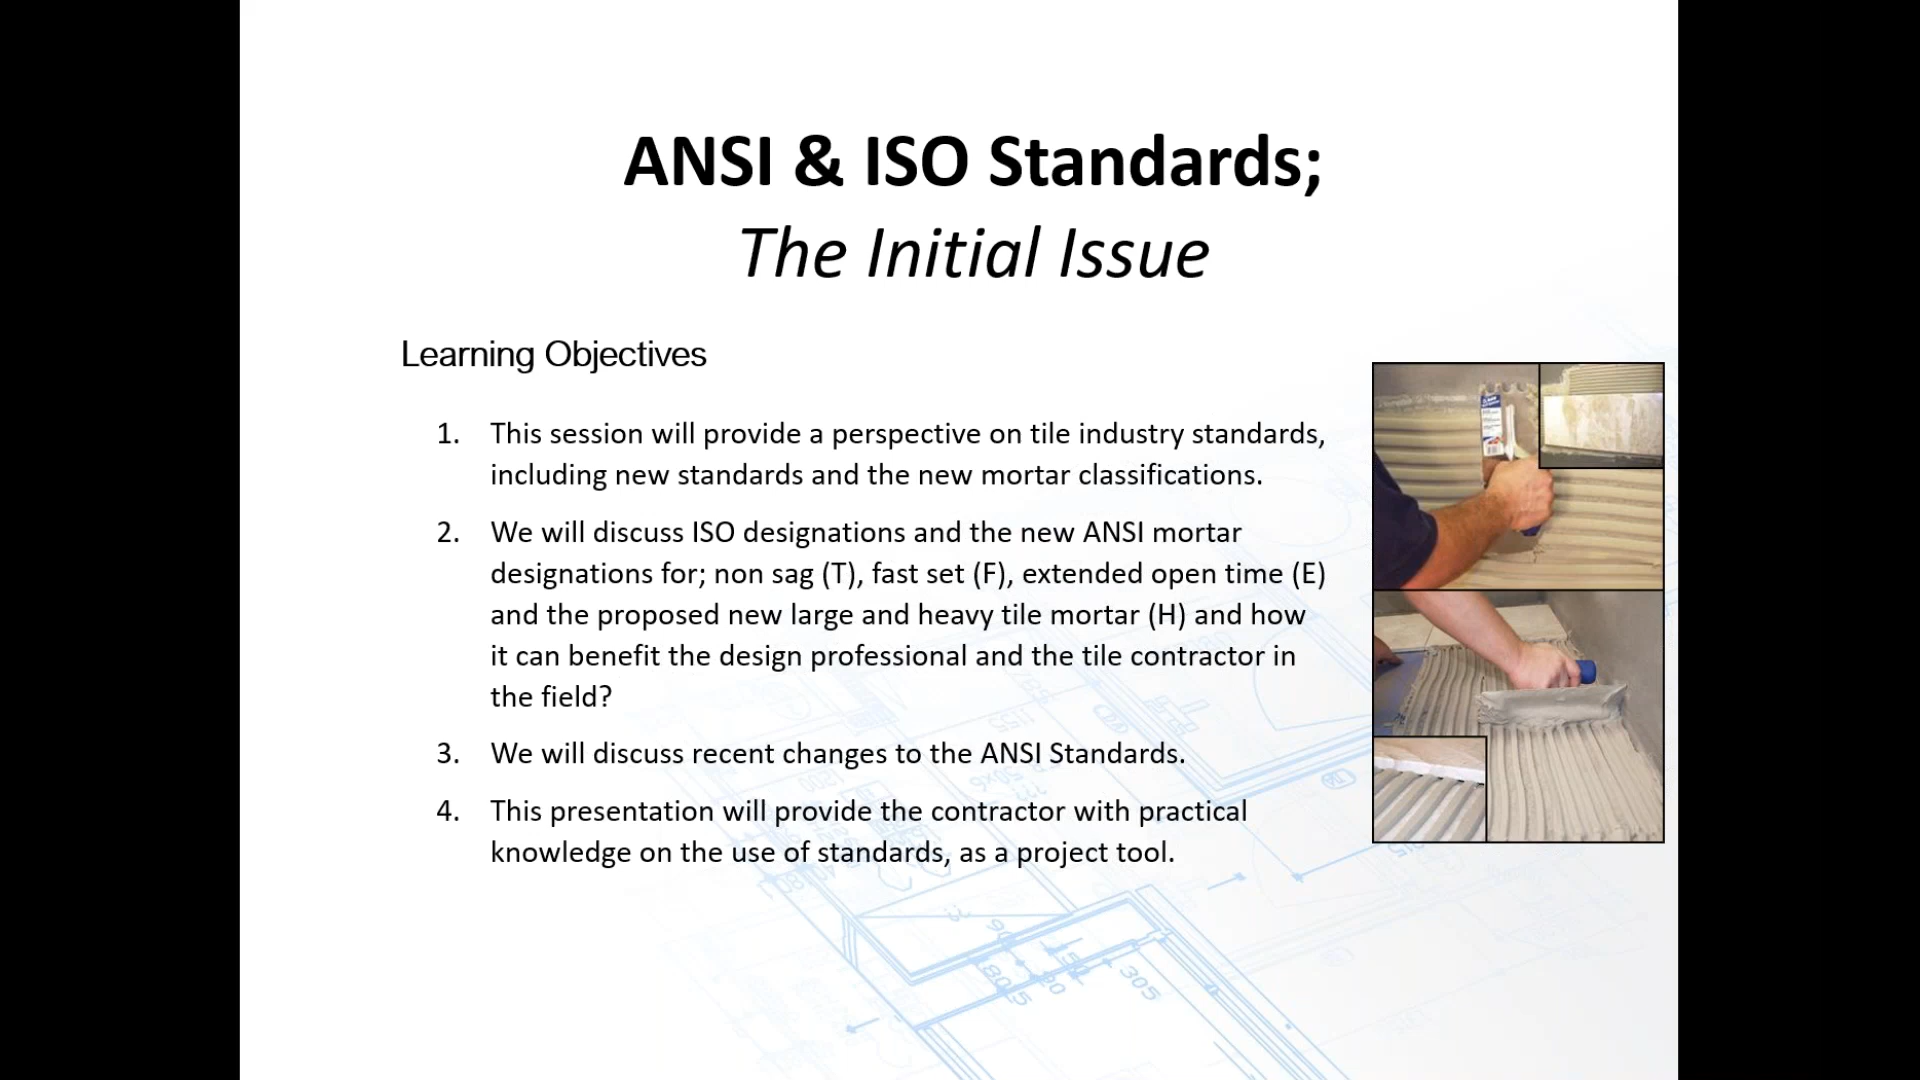 ANSI & ISO Standards;
The Initial Issue
Learning Objectives
1. This session will provide a perspective on tile industry standards,
including new standards and the new mortar classifications.
2. We will discuss ISO designations and the new ANSI mortar
designations for; non sag (T), fast set (F), extended open time (E)
and the proposed new large and heavy tile mortar (H) and how
it can benefit the design professional and the tile contractor in
the field?
3. We will discuss recent changes to the ANSI Standards.
4. This presentation will provide the contractor with practical
knowledge on the use of standards, as a project tool.
305